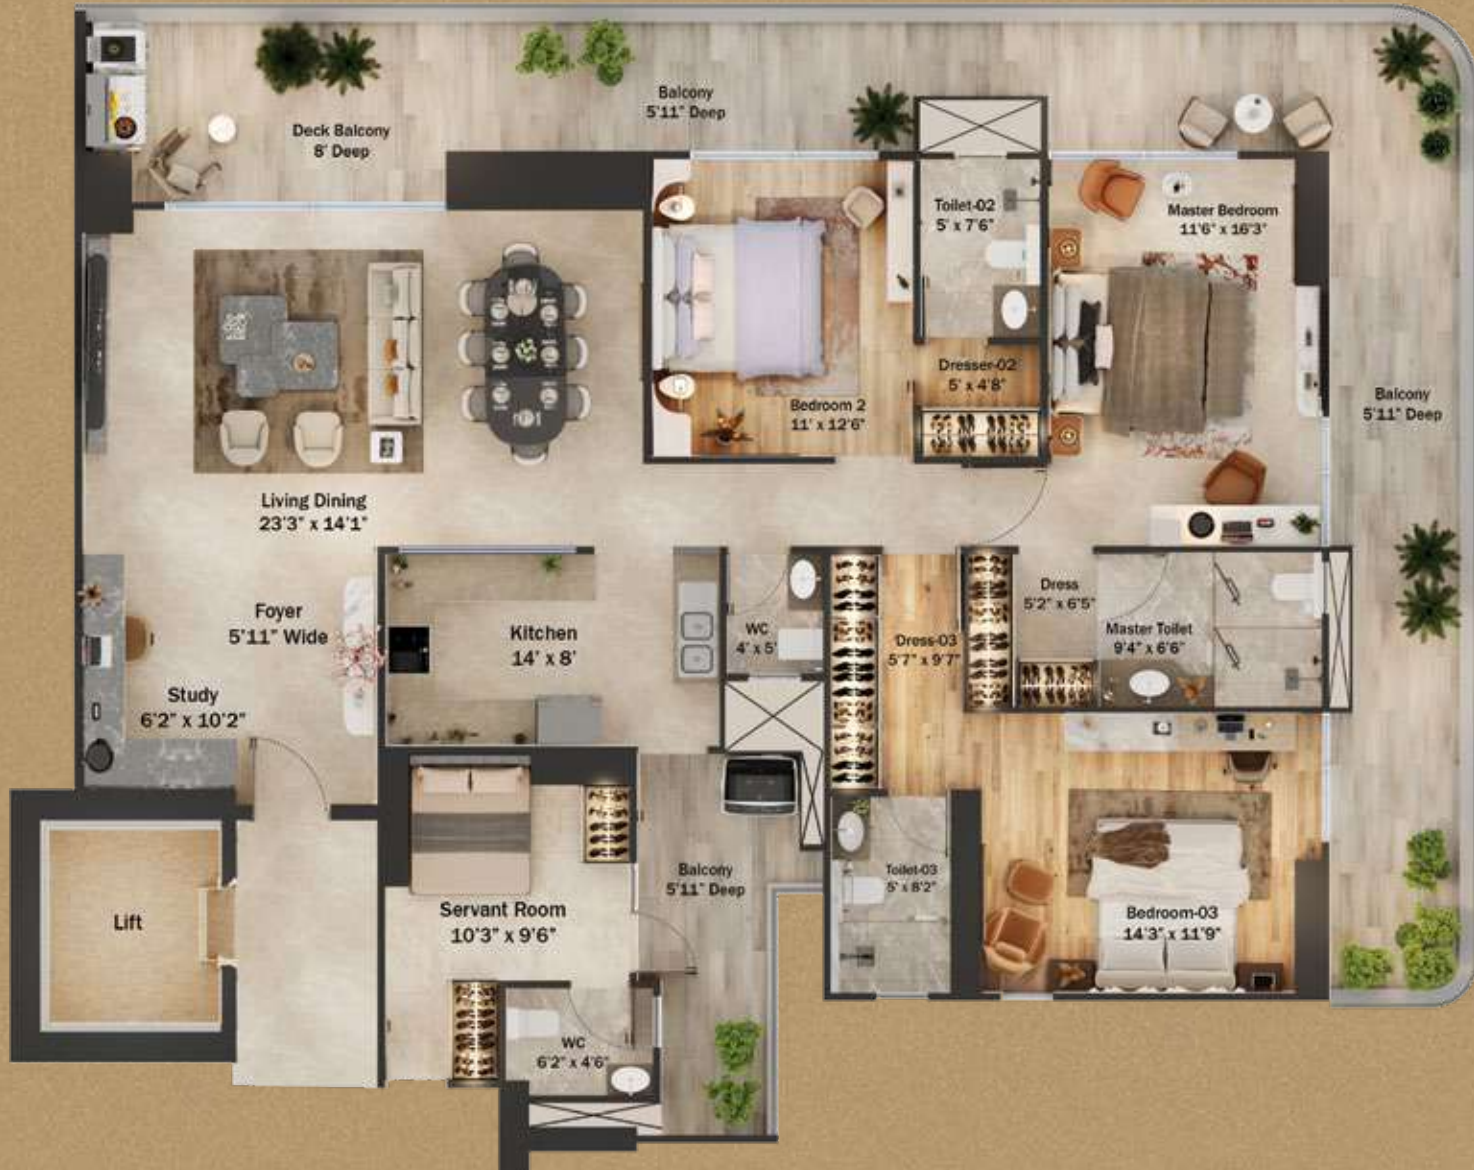 Balcony
5'11" Deep
Deck Balcony
8' Deep
Toilet-02
5' x 7'6"
Master Bedroom
11'6" x 16'3"
Dresser-02
5' x 4'8"
Bedroom 2
11' x 12'6"
Balcony
5'11" Deep
Living Dining
23'3" x 14'1"
Foyer
5'11" Wide
Kitchen
14' x 8'
WC
4' x 5'
Dress-03
5'7" x 9'7"
Dress
5'2" x 6'5"
Master Toilet
9'4" x 6'6"
Study
6'2" x 10'2"
Balcony
5'11" Deep
Toilet-03
5' x 8'2"
Lift
Servant Room
10'3" x 9'6"
Bedroom-03
14'3" x 11'9"
WC
6'2" x 4'6"